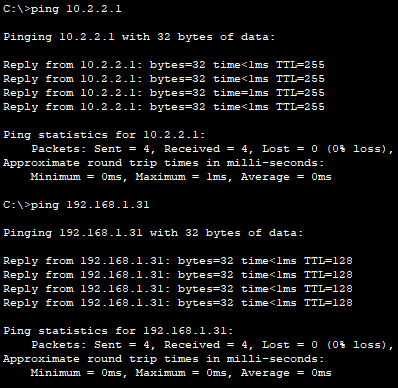 C:\>ping 10.2.2.1
Pinging 10.2.2.1 with 32 bytes of data:
Reply from 10.2.2.1: bytes=32 time<1ms TTL=255
Reply from 10.2.2.1: bytes=32 time<1ms TTL=255
Reply from 10.2.2.1: bytes=32 time<1ms TTL=255
Reply from 10.2.2.1: bytes=32 time<1ms TTL=255
Ping statistics for 10.2.2.1:
    Packets: Sent = 4, Received = 4, Lost = 0 (0% loss),
Approximate round trip times in milli-seconds:
    Minimum = 0ms, Maximum = 1ms, Average = 0ms
C:\>ping 192.168.1.31
Pinging 192.168.1.31 with 32 bytes of data:
Reply from 192.168.1.31: bytes=32 time<1ms TTL=128
Reply from 192.168.1.31: bytes=32 time<1ms TTL=128
Reply from 192.168.1.31: bytes=32 time<1ms TTL=128
Reply from 192.168.1.31: bytes=32 time<1ms TTL=128
Ping statistics for 192.168.1.31:
    Packets: Sent = 4, Received = 4, Lost = 0 (0% loss),
Approximate round trip times in milli-seconds:
    Minimum = 0ms, Maximum = 0ms, Average = 0ms